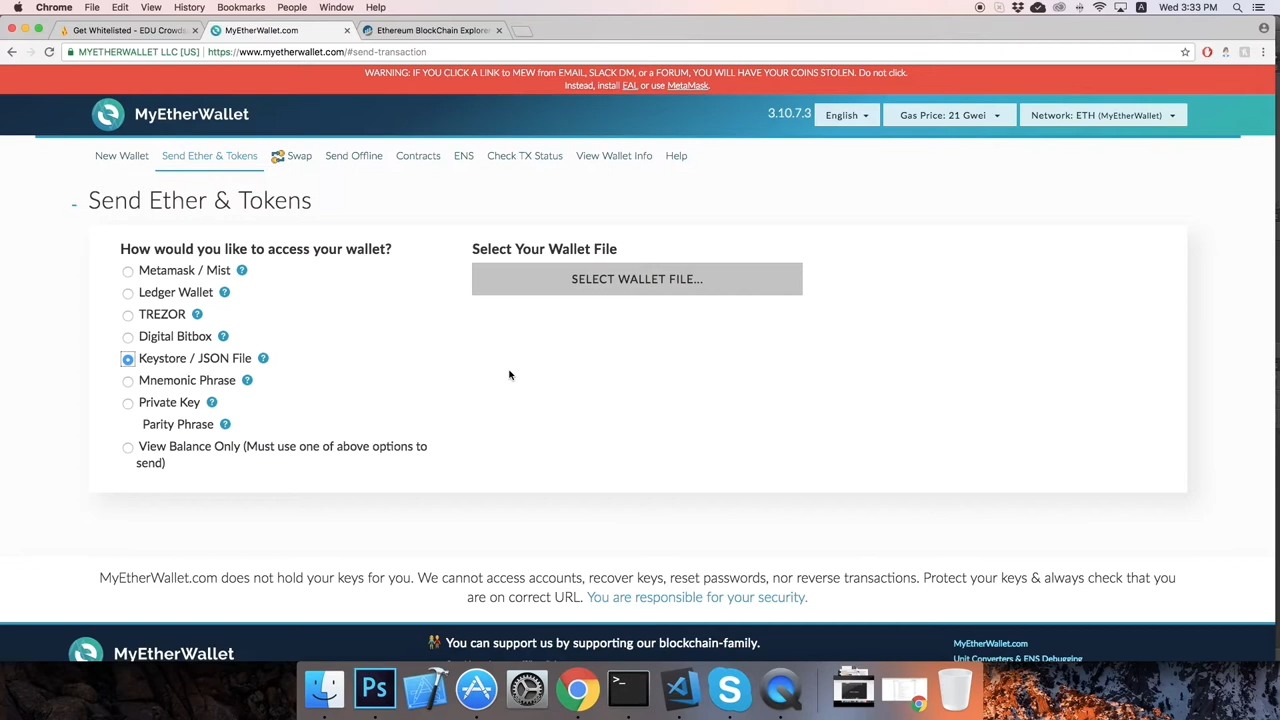 Chrome File Edit View History Bookmarks People Window Help
Wed 3:33 PM
Get Whitelisted - EDU Crowds
MyEtherWallet.com
Ethereum BlockChain Explorer
MYETHERWALLET LLC [US] https://www.myetherwallet.com/#send-transaction
WARNING: IF YOU CLICK A LINK to MEW from EMAIL, SLACK DM, or a FORUM, YOU WILL HAVE YOUR COINS STOLEN. Do not click.
Instead, install EAL or use MetaMask.
MyEtherWallet
3.10.7.3 English Gas Price: 21 Gwei Network: ETH (MyEtherWallet)
New Wallet Send Ether & Tokens Swap Send Offline Contracts ENS Check TX Status View Wallet Info Help
- Send Ether & Tokens
How would you like to access your wallet?
Metamask / Mist ?
Ledger Wallet ?
TREZOR ?
Digital Bitbox ?
Keystore / JSON File ?
Mnemonic Phrase ?
Private Key ?
Parity Phrase ?
View Balance Only (Must use one of above options to
send)
Select Your Wallet File
SELECT WALLET FILE...
MyEtherWallet.com does not hold your keys for you. We cannot access accounts, recover keys, reset passwords, nor reverse transactions. Protect your keys & always check that you
are on correct URL. You are responsible for your security.
MyEtherWallet
You can support us by supporting our blockchain-family.
MyEtherWallet.com
Unit Converters & ENS Debugging
Ps
S